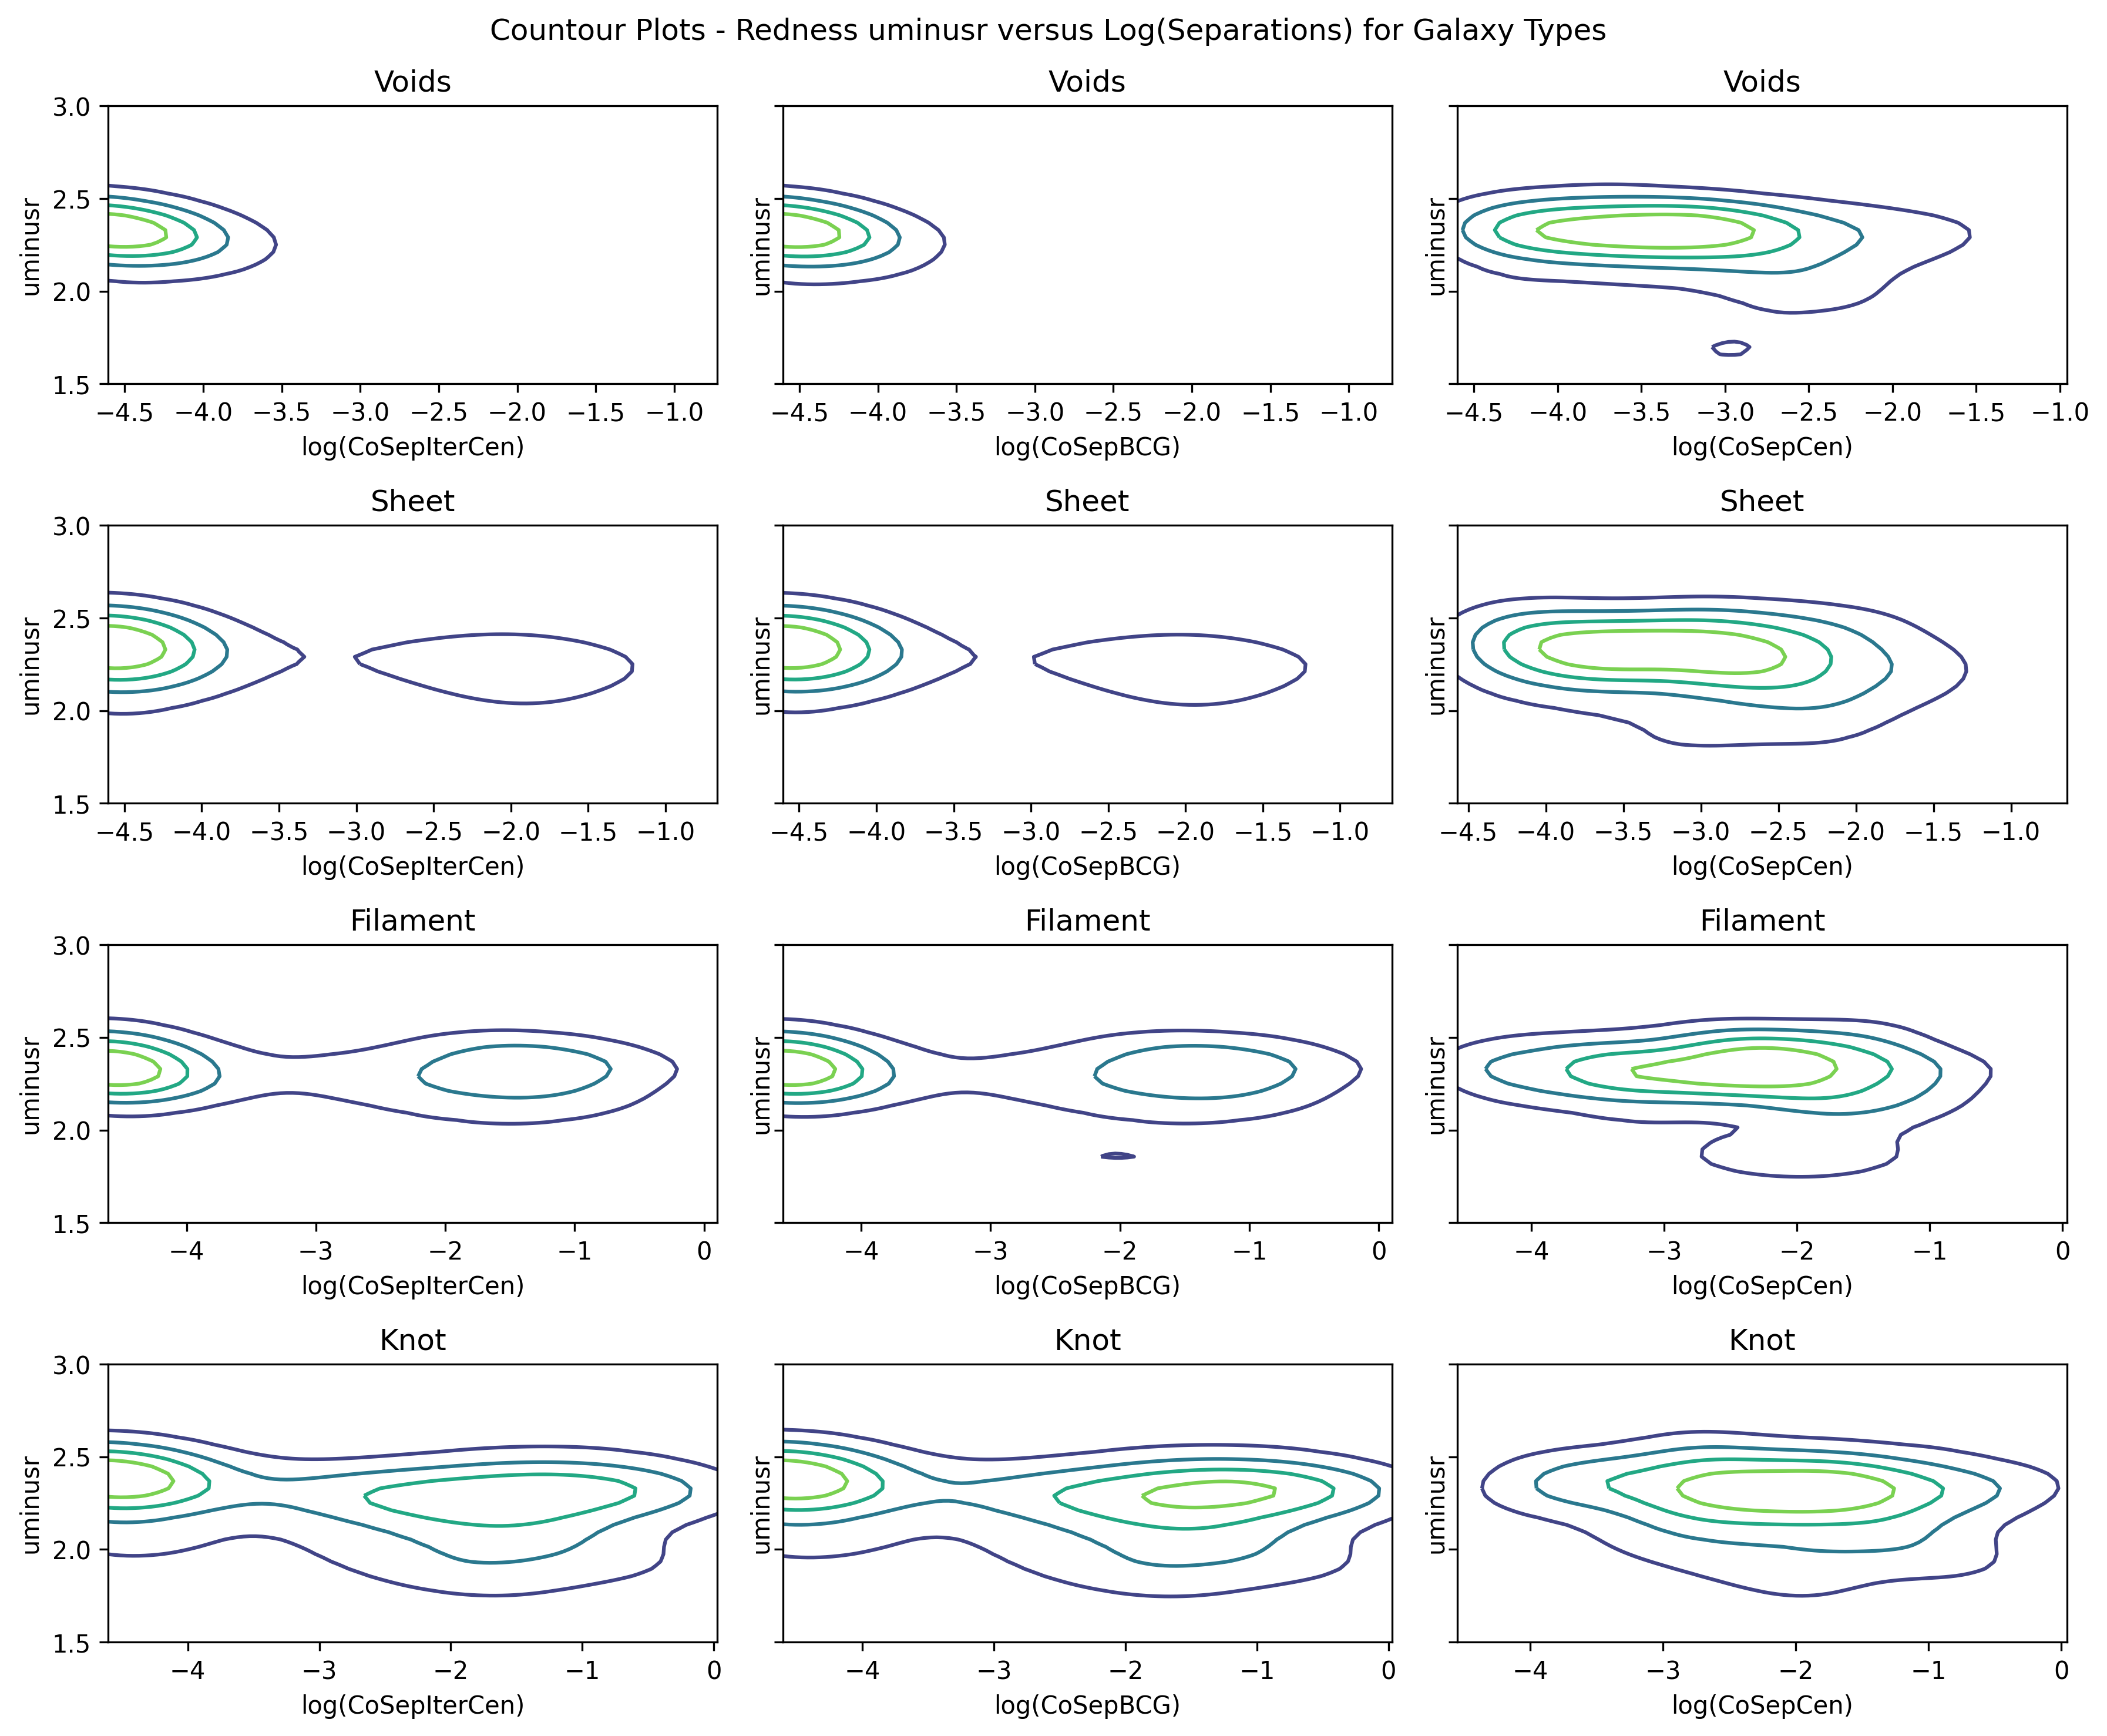 Countour Plots - Redness uminusr versus Log(Separations) for Galaxy Types
Voids Voids Voids
3.0
2.5
2.0
1.5
uminusr uminusr uminusr
−4.5 −4.0 −3.5 −3.0 −2.5 −2.0 −1.5 −1.0 −4.5 −4.0 −3.5 −3.0 −2.5 −2.0 −1.5 −1.0 −4.5 −4.0 −3.5 −3.0 −2.5 −2.0 −1.5 −1.0
log(CoSepIterCen) log(CoSepBCG) log(CoSepCen)
Sheet Sheet Sheet
3.0
2.5
2.0
1.5
uminusr uminusr uminusr
−4.5 −4.0 −3.5 −3.0 −2.5 −2.0 −1.5 −1.0 −4.5 −4.0 −3.5 −3.0 −2.5 −2.0 −1.5 −1.0 −4.5 −4.0 −3.5 −3.0 −2.5 −2.0 −1.5 −1.0
log(CoSepIterCen) log(CoSepBCG) log(CoSepCen)
Filament Filament Filament
3.0
2.5
2.0
1.5
uminusr uminusr uminusr
−4 −3 −2 −1 0 −4 −3 −2 −1 0 −4 −3 −2 −1 0
log(CoSepIterCen) log(CoSepBCG) log(CoSepCen)
Knot Knot Knot
3.0
2.5
2.0
1.5
uminusr uminusr uminusr
−4 −3 −2 −1 0 −4 −3 −2 −1 0 −4 −3 −2 −1 0
log(CoSepIterCen) log(CoSepBCG) log(CoSepCen)